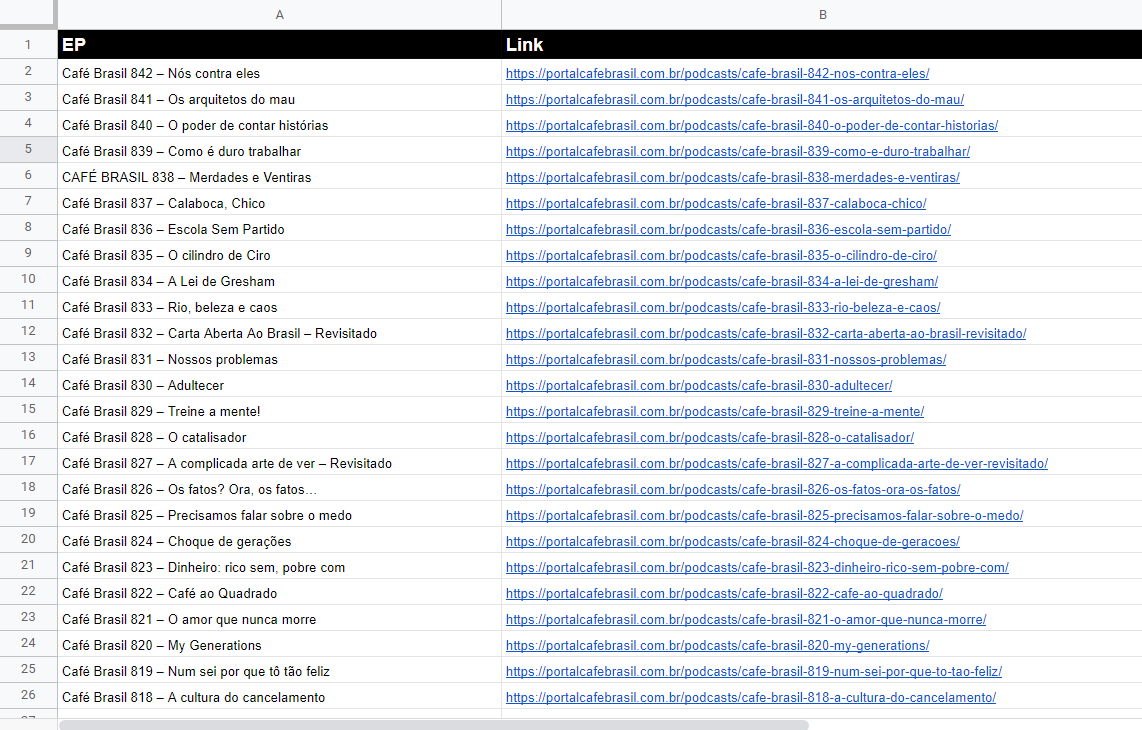 A B
1 EP Link
2 Café Brasil 842 – Nós contra eles https://portalcafebrasil.com.br/podcasts/cafe-brasil-842-nos-contra-eles/
3 Café Brasil 841 – Os arquitetos do mau https://portalcafebrasil.com.br/podcasts/cafe-brasil-841-os-arquitetos-do-mau/
4 Café Brasil 840 – O poder de contar histórias https://portalcafebrasil.com.br/podcasts/cafe-brasil-840-o-poder-de-contar-historias/
5 Café Brasil 839 – Como é duro trabalhar https://portalcafebrasil.com.br/podcasts/cafe-brasil-839-como-e-duro-trabalhar/
6 CAFÉ BRASIL 838 – Merdades e Ventiras https://portalcafebrasil.com.br/podcasts/cafe-brasil-838-merdades-e-ventiras/
7 Café Brasil 837 – Calaboca, Chico https://portalcafebrasil.com.br/podcasts/cafe-brasil-837-calaboca-chico/
8 Café Brasil 836 – Escola Sem Partido https://portalcafebrasil.com.br/podcasts/cafe-brasil-836-escola-sem-partido/
9 Café Brasil 835 – O cilindro de Ciro https://portalcafebrasil.com.br/podcasts/cafe-brasil-835-o-cilindro-de-ciro/
10 Café Brasil 834 – A Lei de Gresham https://portalcafebrasil.com.br/podcasts/cafe-brasil-834-a-lei-de-gresham/
11 Café Brasil 833 – Rio, beleza e caos https://portalcafebrasil.com.br/podcasts/cafe-brasil-833-rio-beleza-e-caos/
12 Café Brasil 832 – Carta Aberta Ao Brasil – Revisitado https://portalcafebrasil.com.br/podcasts/cafe-brasil-832-carta-aberta-ao-brasil-revisitado/
13 Café Brasil 831 – Nossos problemas https://portalcafebrasil.com.br/podcasts/cafe-brasil-831-nossos-problemas/
14 Café Brasil 830 – Adultecer https://portalcafebrasil.com.br/podcasts/cafe-brasil-830-adultecer/
15 Café Brasil 829 – Treine a mente! https://portalcafebrasil.com.br/podcasts/cafe-brasil-829-treine-a-mente/
16 Café Brasil 828 – O catalisador https://portalcafebrasil.com.br/podcasts/cafe-brasil-828-o-catalisador/
17 Café Brasil 827 – A complicada arte de ver – Revisitado https://portalcafebrasil.com.br/podcasts/cafe-brasil-827-a-complicada-arte-de-ver-revisitado/
18 Café Brasil 826 – Os fatos? Ora, os fatos… https://portalcafebrasil.com.br/podcasts/cafe-brasil-826-os-fatos-ora-os-fatos/
19 Café Brasil 825 – Precisamos falar sobre o medo https://portalcafebrasil.com.br/podcasts/cafe-brasil-825-precisamos-falar-sobre-o-medo/
20 Café Brasil 824 – Choque de gerações https://portalcafebrasil.com.br/podcasts/cafe-brasil-824-choque-de-geracoes/
21 Café Brasil 823 – Dinheiro: rico sem, pobre com https://portalcafebrasil.com.br/podcasts/cafe-brasil-823-dinheiro-rico-sem-pobre-com/
22 Café Brasil 822 – Café ao Quadrado https://portalcafebrasil.com.br/podcasts/cafe-brasil-822-cafe-ao-quadrado/
23 Café Brasil 821 – O amor que nunca morre https://portalcafebrasil.com.br/podcasts/cafe-brasil-821-o-amor-que-nunca-morre/
24 Café Brasil 820 – My Generations https://portalcafebrasil.com.br/podcasts/cafe-brasil-820-my-generations/
25 Café Brasil 819 – Num sei por que tô tão feliz https://portalcafebrasil.com.br/podcasts/cafe-brasil-819-num-sei-por-que-to-tao-feliz/
26 Café Brasil 818 – A cultura do cancelamento https://portalcafebrasil.com.br/podcasts/cafe-brasil-818-a-cultura-do-cancelamento/